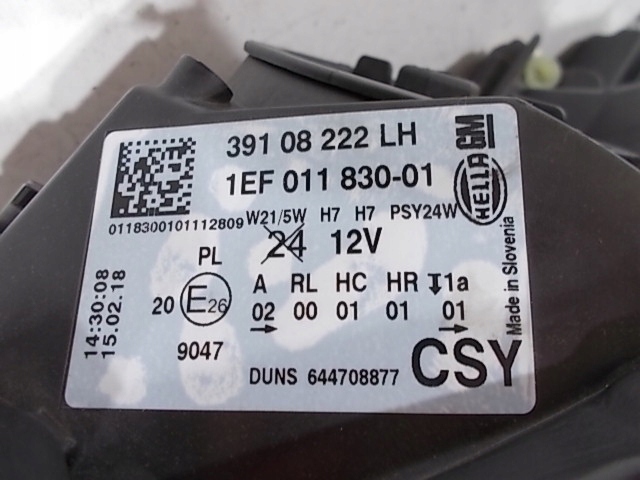 39 108 222 LH
1EF 011 830-01
GM
HELLA
0118300101112809
W21/5W H7 H7 PSY24W
24 12V
PL
A RL HC HR 1a
20 E26
02 00 01 01 01
9047
DUNS 644708877
CSY
14:30:08
15.02.18
Made in Slovenia